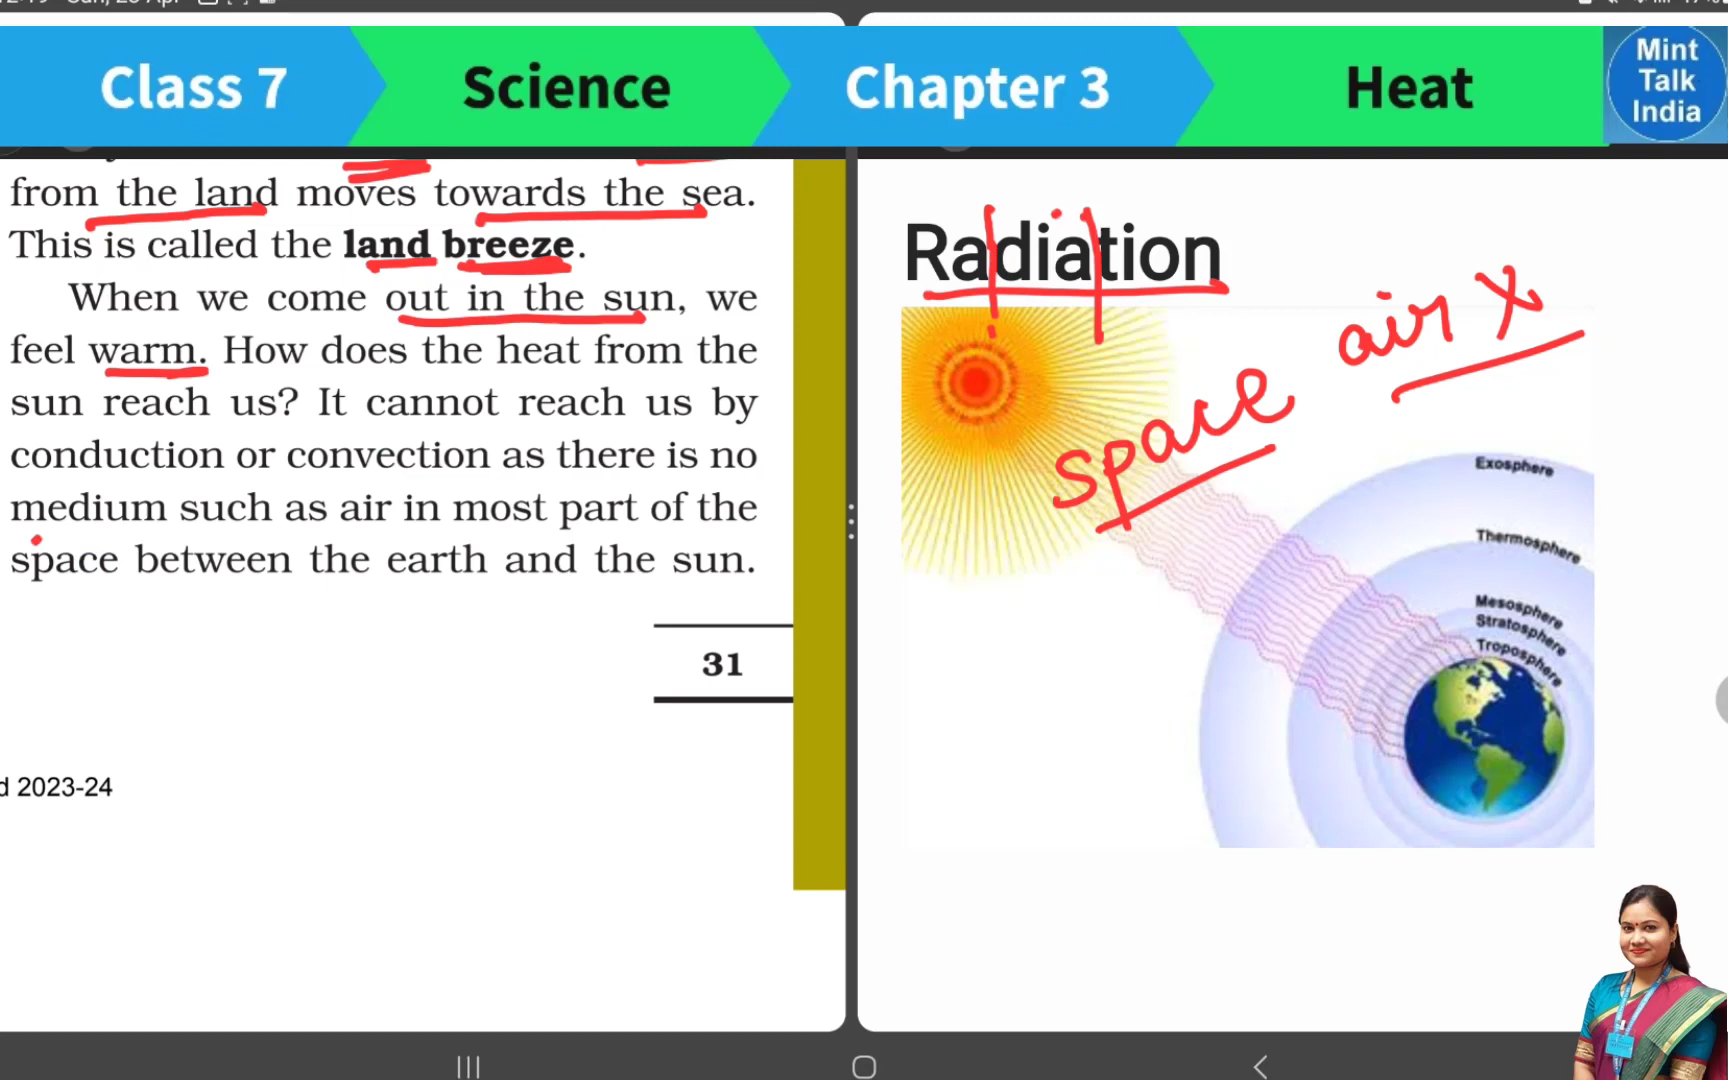 Class 7
Science
Chapter 3
Heat
Mint
Talk
India
from the land moves towards the sea.
This is called the land breeze.
When we come out in the sun, we
feel warm. How does the heat from the
sun reach us? It cannot reach us by
conduction or convection as there is no
medium such as air in most part of the
space between the earth and the sun.
31
2023-24
Radiation
air X
space
Exosphere
Thermosphere
Mesosphere
Stratosphere
Troposphere